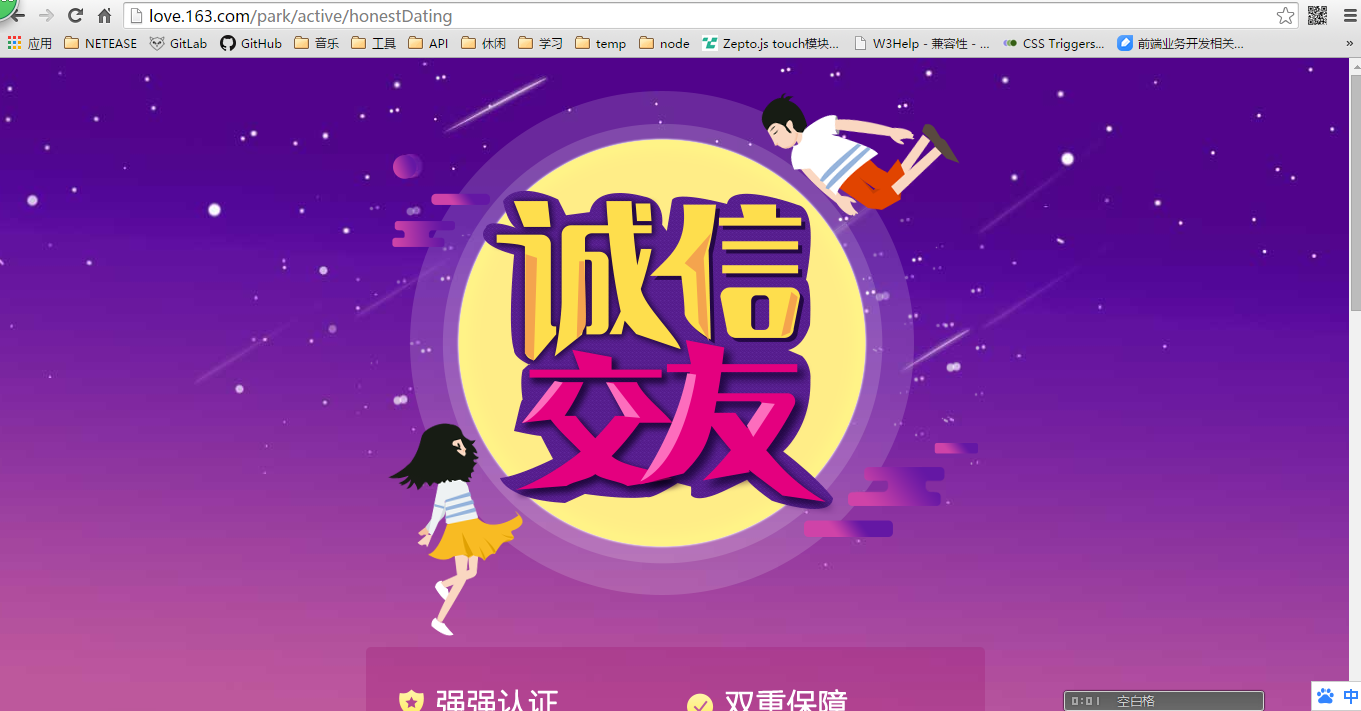 love.163.com/park/active/honestDating
应用 NETEASE GitLab GitHub 音乐 工具 API 休闲 学习 temp node Zepto.js touch模块... W3Help - 兼容性 - ... CSS Triggers... 前端业务开发相关... »
诚信
交友
强强认证 双重保障
0:01 空白格
中